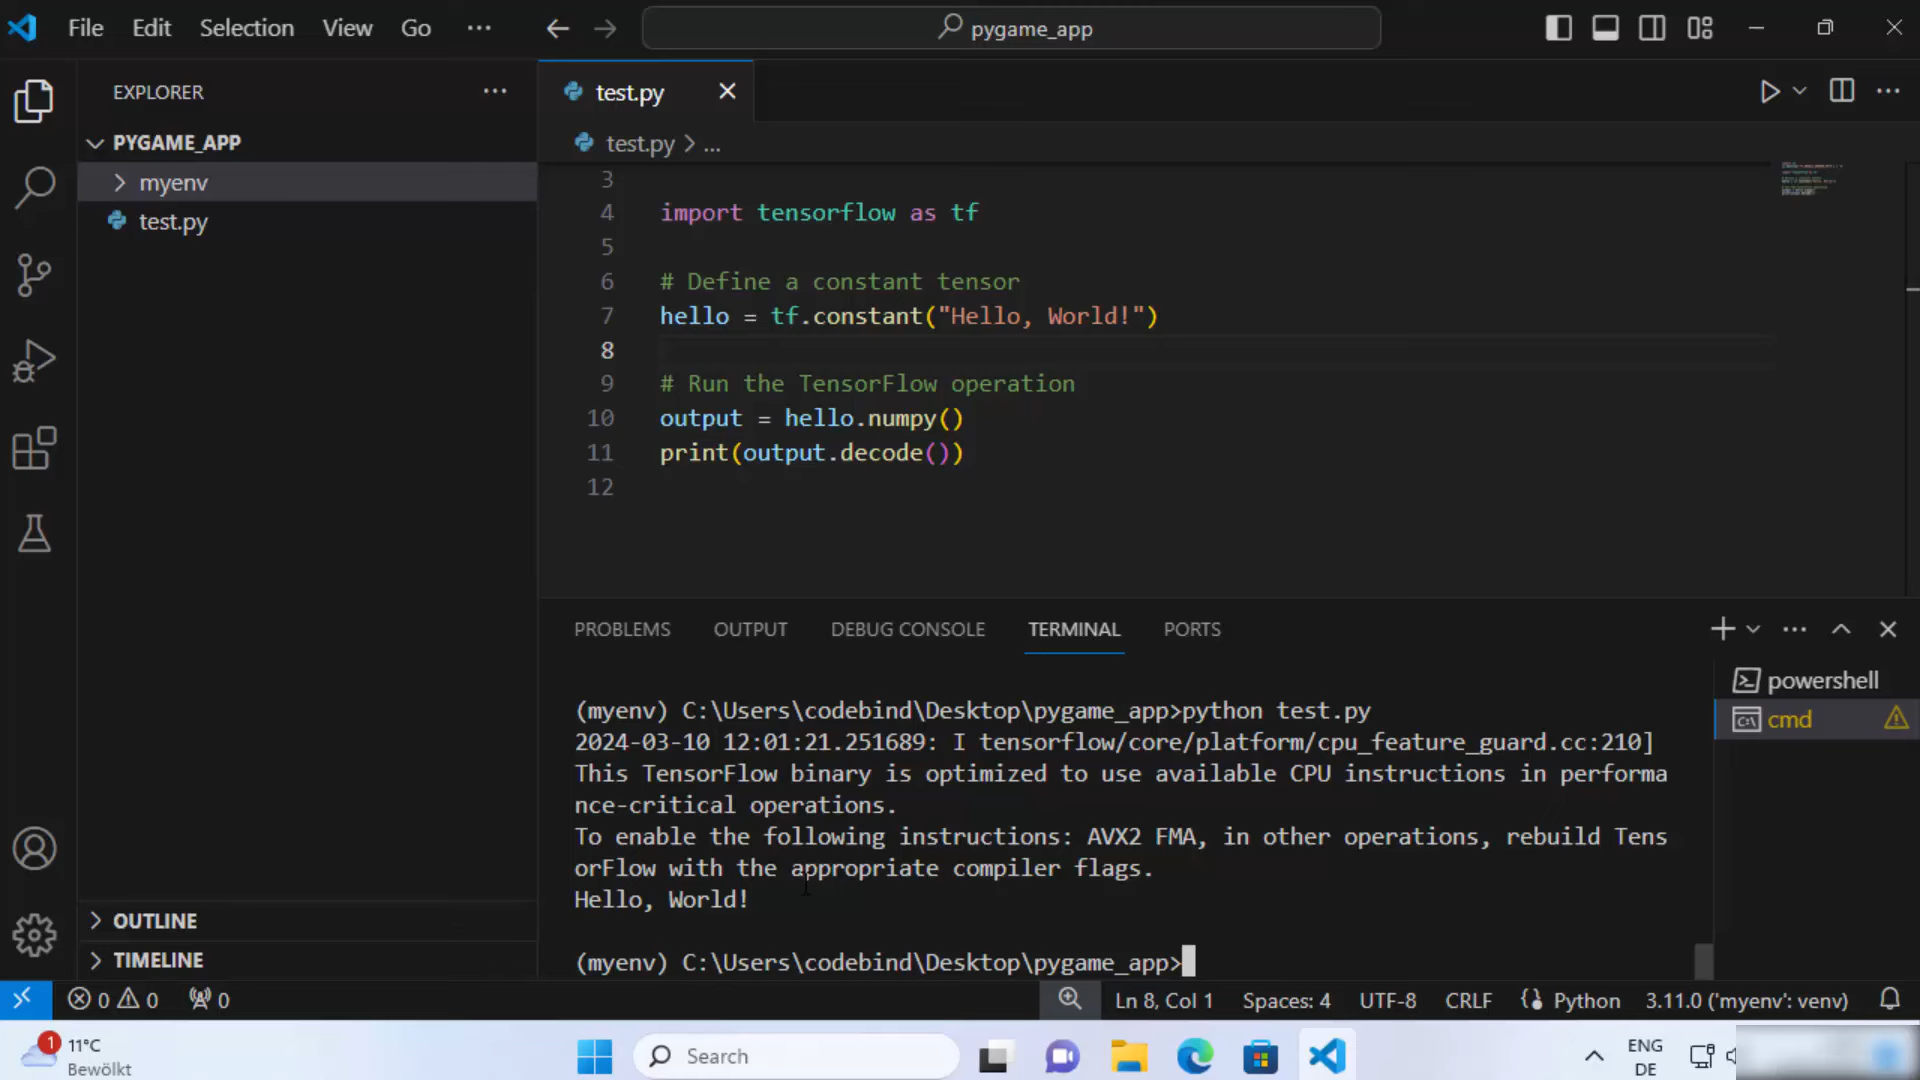 File Edit Selection View Go ···
pygame_app
EXPLORER ···
PYGAME_APP
myenv
test.py
test.py
test.py > ...
3
4 import tensorflow as tf
5
6 # Define a constant tensor
7 hello = tf.constant("Hello, World!")
8
9 # Run the TensorFlow operation
10 output = hello.numpy()
11 print(output.decode())
12
PROBLEMS OUTPUT DEBUG CONSOLE TERMINAL PORTS
(myenv) C:\Users\codebind\Desktop\pygame_app>python test.py
2024-03-10 12:01:21.251689: I tensorflow/core/platform/cpu_feature_guard.cc:210]
This TensorFlow binary is optimized to use available CPU instructions in performa
nce-critical operations.
To enable the following instructions: AVX2 FMA, in other operations, rebuild Tens
orFlow with the appropriate compiler flags.
Hello, World!
(myenv) C:\Users\codebind\Desktop\pygame_app>
powershell
cmd
OUTLINE
TIMELINE
0 0 0 Ln 8, Col 1 Spaces: 4 UTF-8 CRLF Python 3.11.0 ('myenv': venv)
1
11°C
Bewölkt
Search
ENG
DE